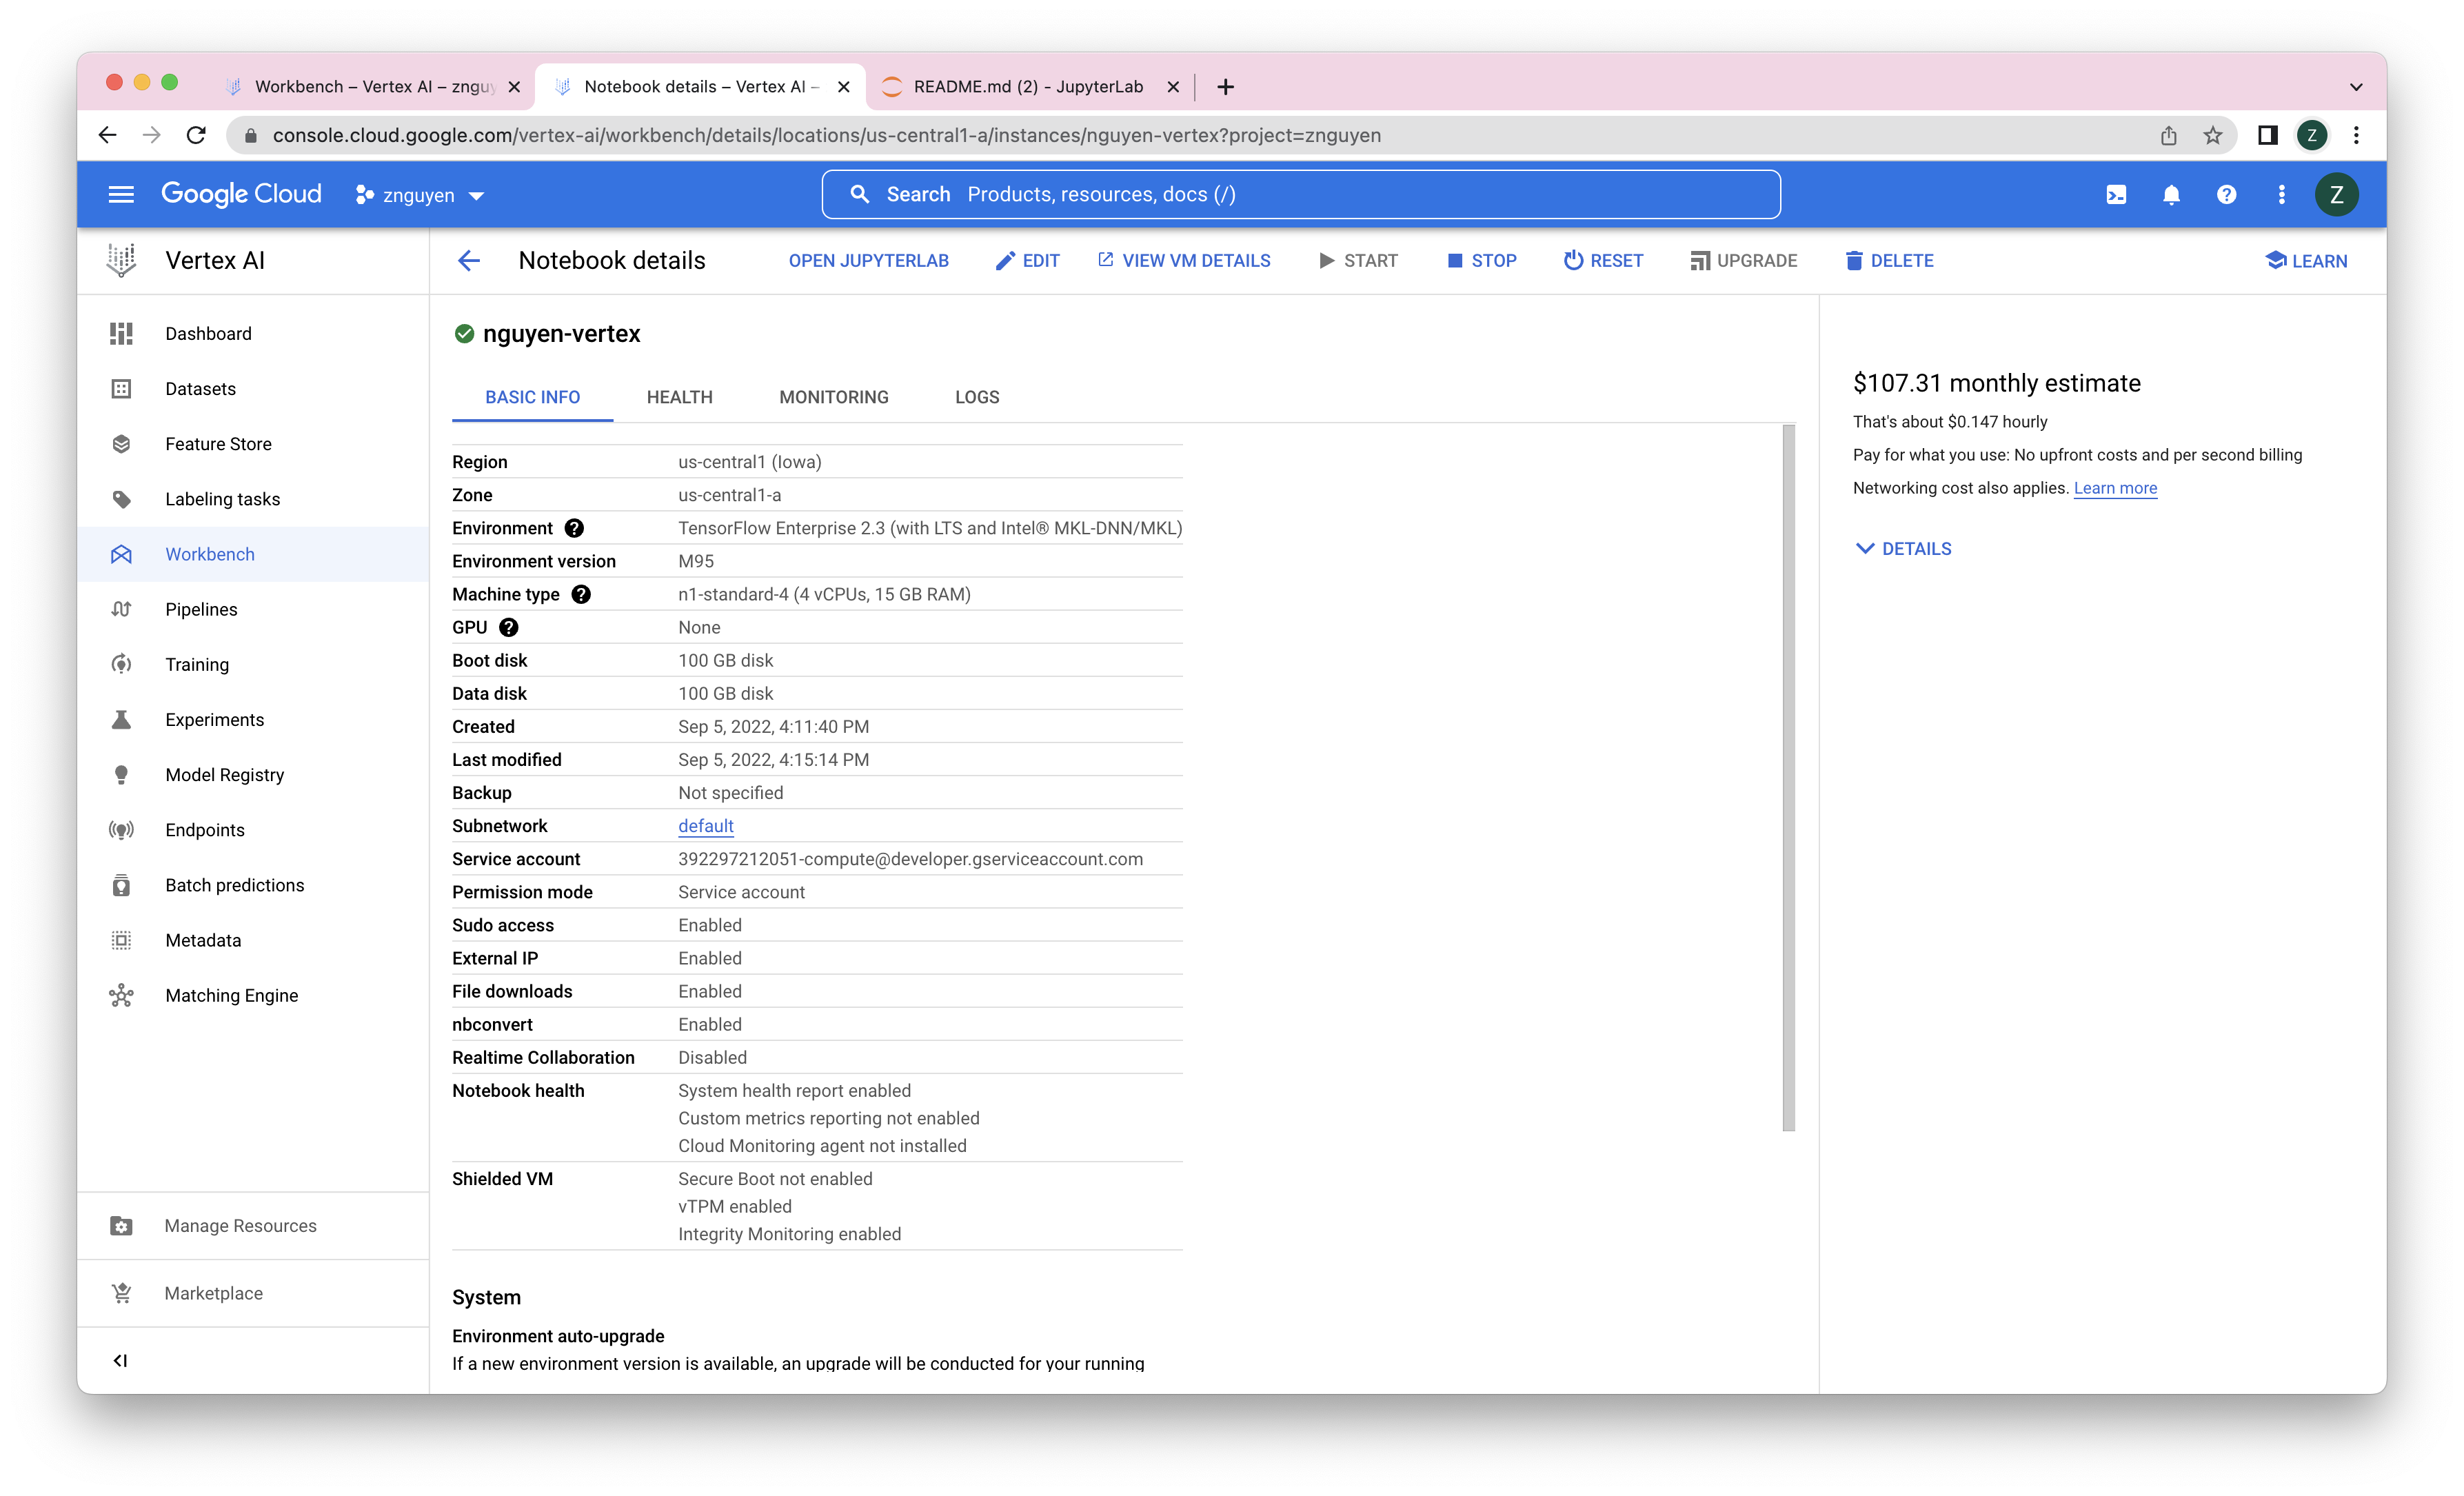 Workbench – Vertex AI – zngu
Notebook details – Vertex AI –
README.md (2) - JupyterLab
console.cloud.google.com/vertex-ai/workbench/details/locations/us-central1-a/instances/nguyen-vertex?project=znguyen
Z
Google Cloud
znguyen
Search Products, resources, docs (/)
Z
Vertex AI
Notebook details
OPEN JUPYTERLAB
EDIT
VIEW VM DETAILS
START
STOP
RESET
UPGRADE
DELETE
LEARN
Dashboard
Datasets
Feature Store
Labeling tasks
Workbench
Pipelines
Training
Experiments
Model Registry
Endpoints
Batch predictions
Metadata
Matching Engine
Manage Resources
Marketplace
nguyen-vertex
BASIC INFO
HEALTH
MONITORING
LOGS
Region us-central1 (Iowa)
Zone us-central1-a
Environment TensorFlow Enterprise 2.3 (with LTS and Intel® MKL-DNN/MKL)
Environment version M95
Machine type n1-standard-4 (4 vCPUs, 15 GB RAM)
GPU None
Boot disk 100 GB disk
Data disk 100 GB disk
Created Sep 5, 2022, 4:11:40 PM
Last modified Sep 5, 2022, 4:15:14 PM
Backup Not specified
Subnetwork default
Service account 392297212051-compute@developer.gserviceaccount.com
Permission mode Service account
Sudo access Enabled
External IP Enabled
File downloads Enabled
nbconvert Enabled
Realtime Collaboration Disabled
Notebook health System health report enabled
Custom metrics reporting not enabled
Cloud Monitoring agent not installed
Shielded VM Secure Boot not enabled
vTPM enabled
Integrity Monitoring enabled
System
Environment auto-upgrade
If a new environment version is available, an upgrade will be conducted for your running
$107.31 monthly estimate
That's about $0.147 hourly
Pay for what you use: No upfront costs and per second billing
Networking cost also applies. Learn more
DETAILS